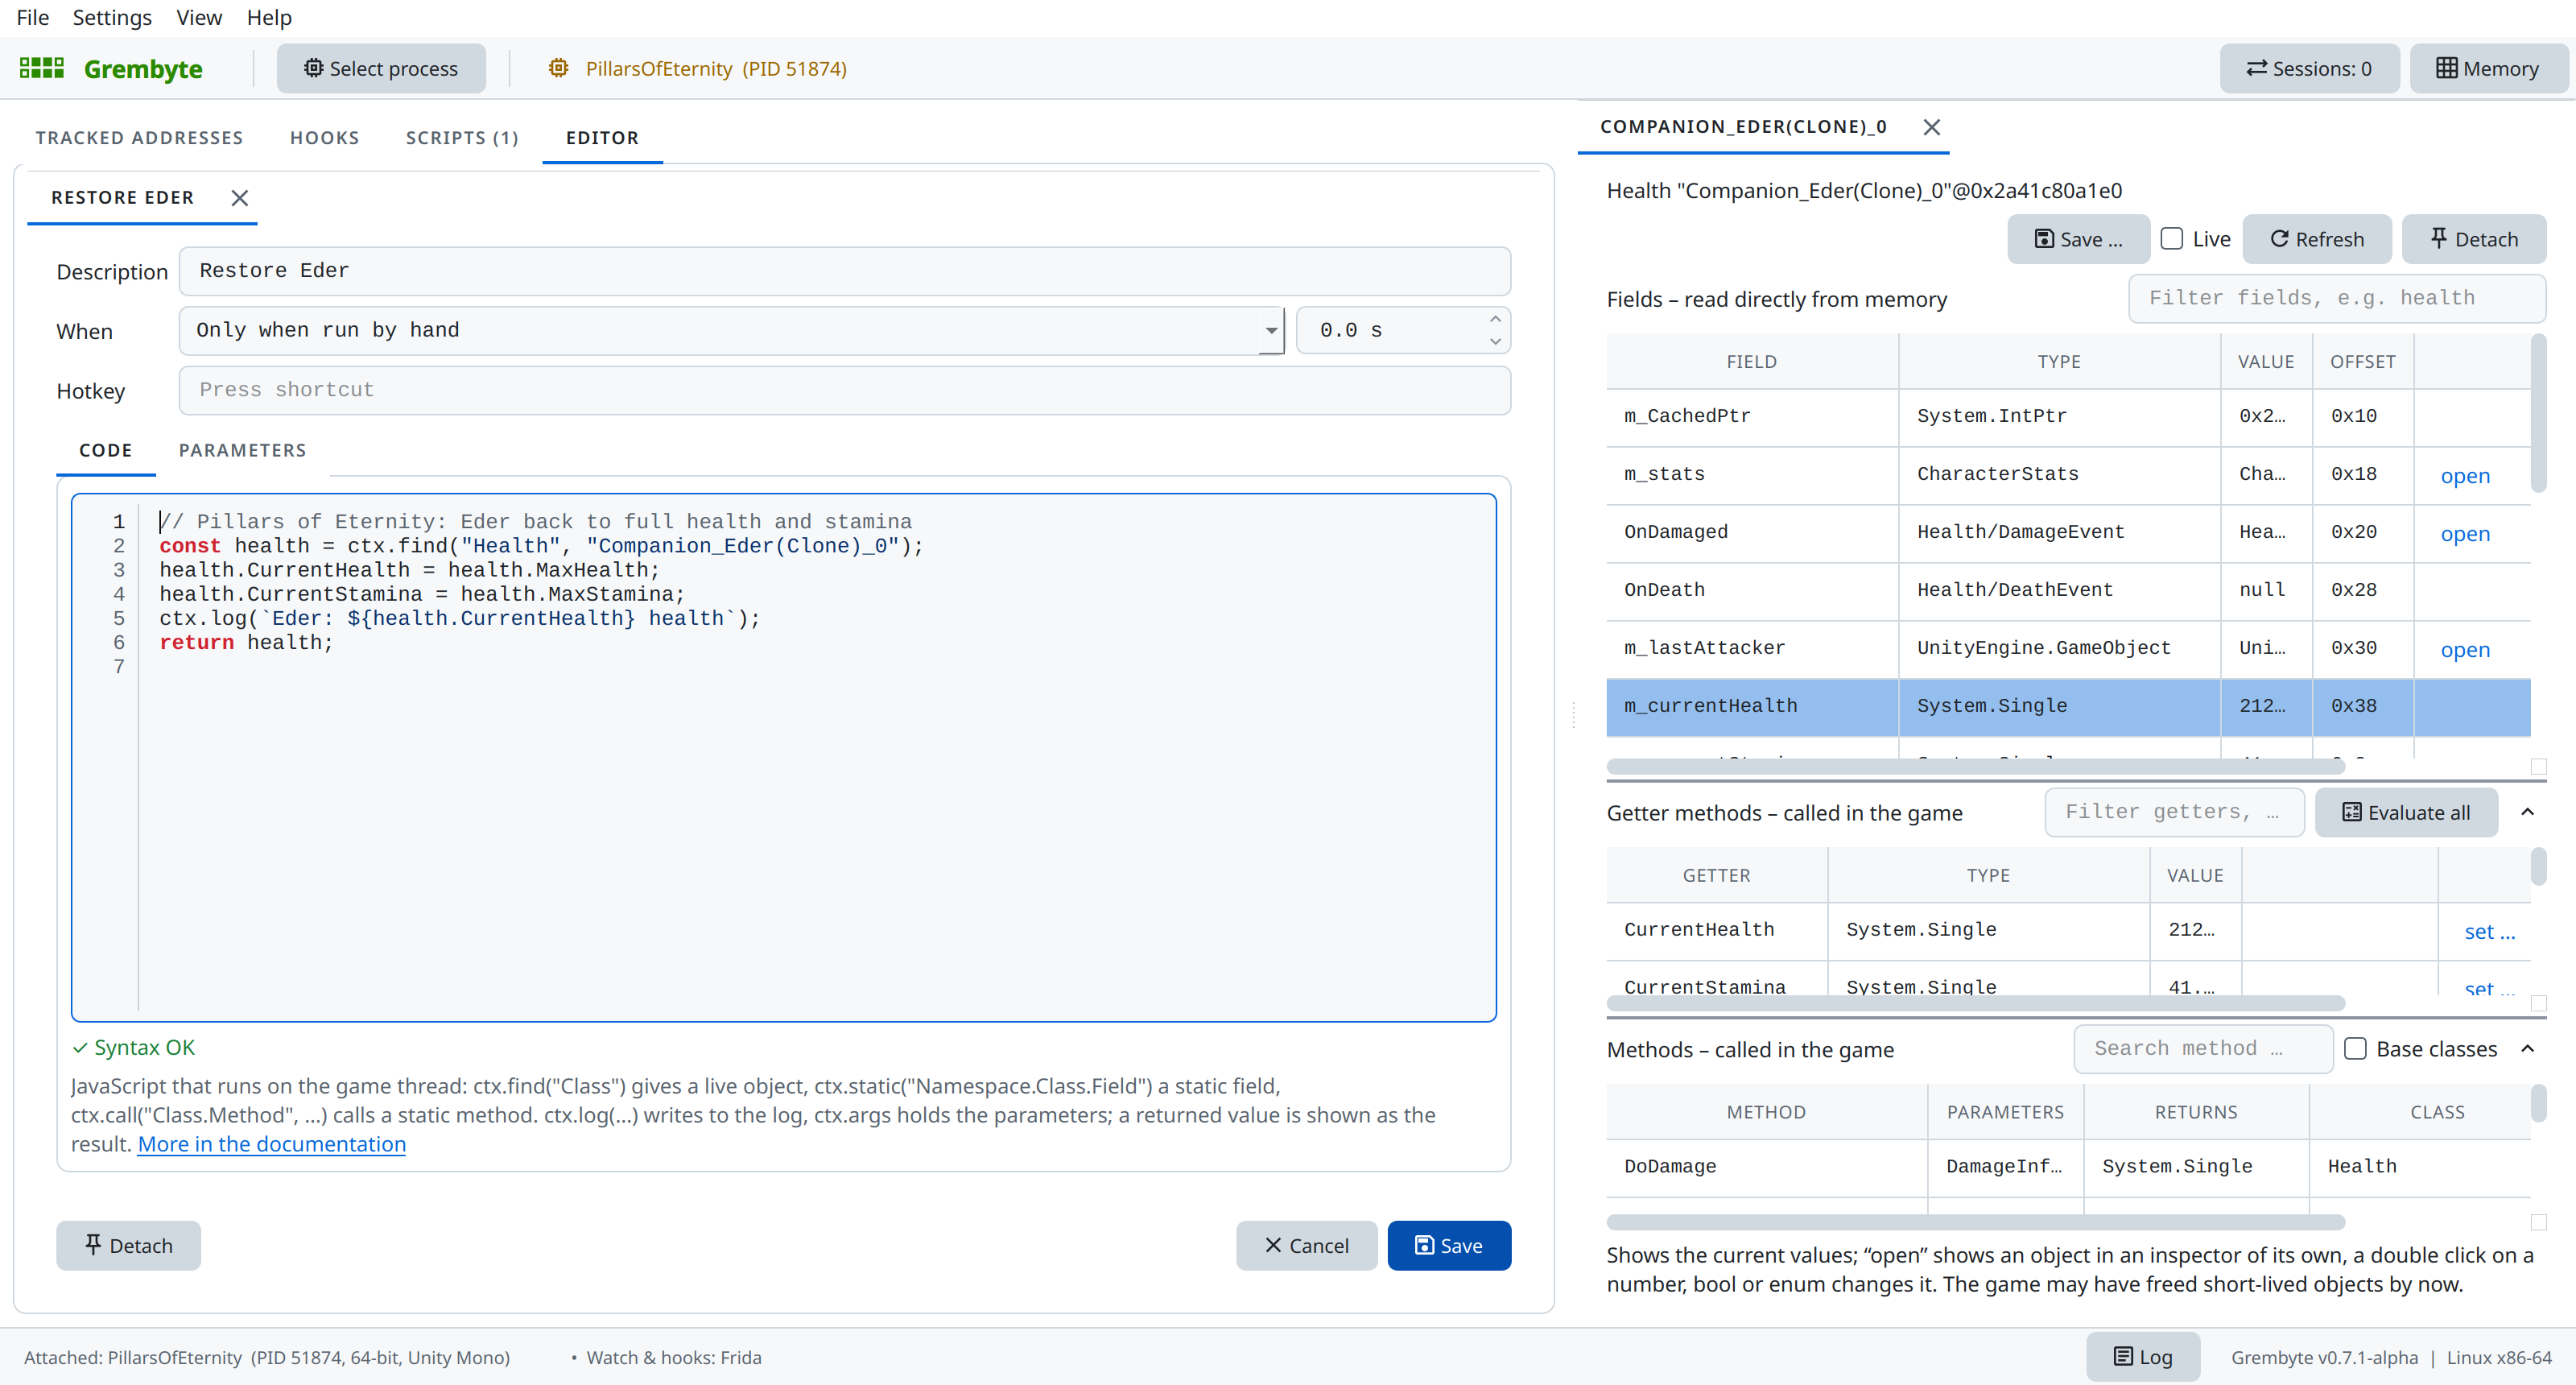 File Settings View Help
Grembyte Select process PillarsOfEternity (PID 51874) Sessions: 0 Memory
TRACKED ADDRESSES HOOKS SCRIPTS (1) EDITOR
RESTORE EDER
Description Restore Eder
When Only when run by hand 0.0 s
Hotkey Press shortcut
CODE PARAMETERS
1 // Pillars of Eternity: Eder back to full health and stamina
2 const health = ctx.find("Health", "Companion_Eder(Clone)_0");
3 health.CurrentHealth = health.MaxHealth;
4 health.CurrentStamina = health.MaxStamina;
5 ctx.log(`Eder: ${health.CurrentHealth} health`);
6 return health;
7
Syntax OK
JavaScript that runs on the game thread: ctx.find("Class") gives a live object, ctx.static("Namespace.Class.Field") a static field,
ctx.call("Class.Method", ...) calls a static method. ctx.log(...) writes to the log, ctx.args holds the parameters; a returned value is shown as the
result. More in the documentation
Detach Cancel Save
COMPANION_EDER(CLONE)_0
Health "Companion_Eder(Clone)_0"@0x2a41c80a1e0
Save ... Live Refresh Detach
Fields – read directly from memory Filter fields, e.g. health
FIELD TYPE VALUE OFFSET
m_CachedPtr System.IntPtr 0x2… 0x10
m_stats CharacterStats Cha… 0x18 open
OnDamaged Health/DamageEvent Hea… 0x20 open
OnDeath Health/DeathEvent null 0x28
m_lastAttacker UnityEngine.GameObject Uni… 0x30 open
m_currentHealth System.Single 212… 0x38
Getter methods – called in the game Filter getters, … Evaluate all
GETTER TYPE VALUE
CurrentHealth System.Single 212… set ...
CurrentStamina System.Single 41.… set ...
Methods – called in the game Search method … Base classes
METHOD PARAMETERS RETURNS CLASS
DoDamage DamageInf… System.Single Health
Shows the current values; “open” shows an object in an inspector of its own, a double click on a
number, bool or enum changes it. The game may have freed short-lived objects by now.
Attached: PillarsOfEternity (PID 51874, 64-bit, Unity Mono) • Watch & hooks: Frida Log Grembyte v0.7.1-alpha | Linux x86-64